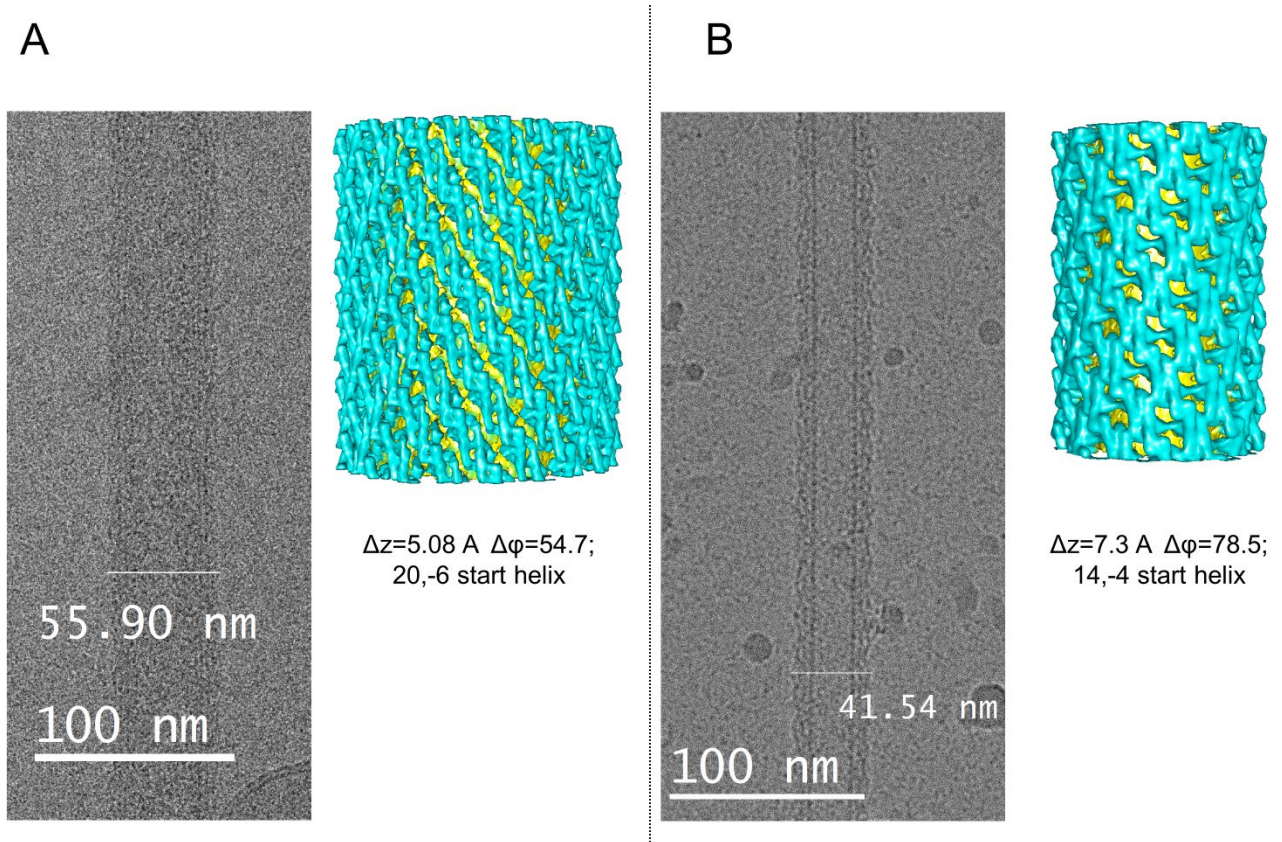 A
55.90 nm
100 nm
Δz=5.08 A Δφ=54.7;
20,-6 start helix
B
41.54 nm
100 nm
Δz=7.3 A Δφ=78.5;
14,-4 start helix